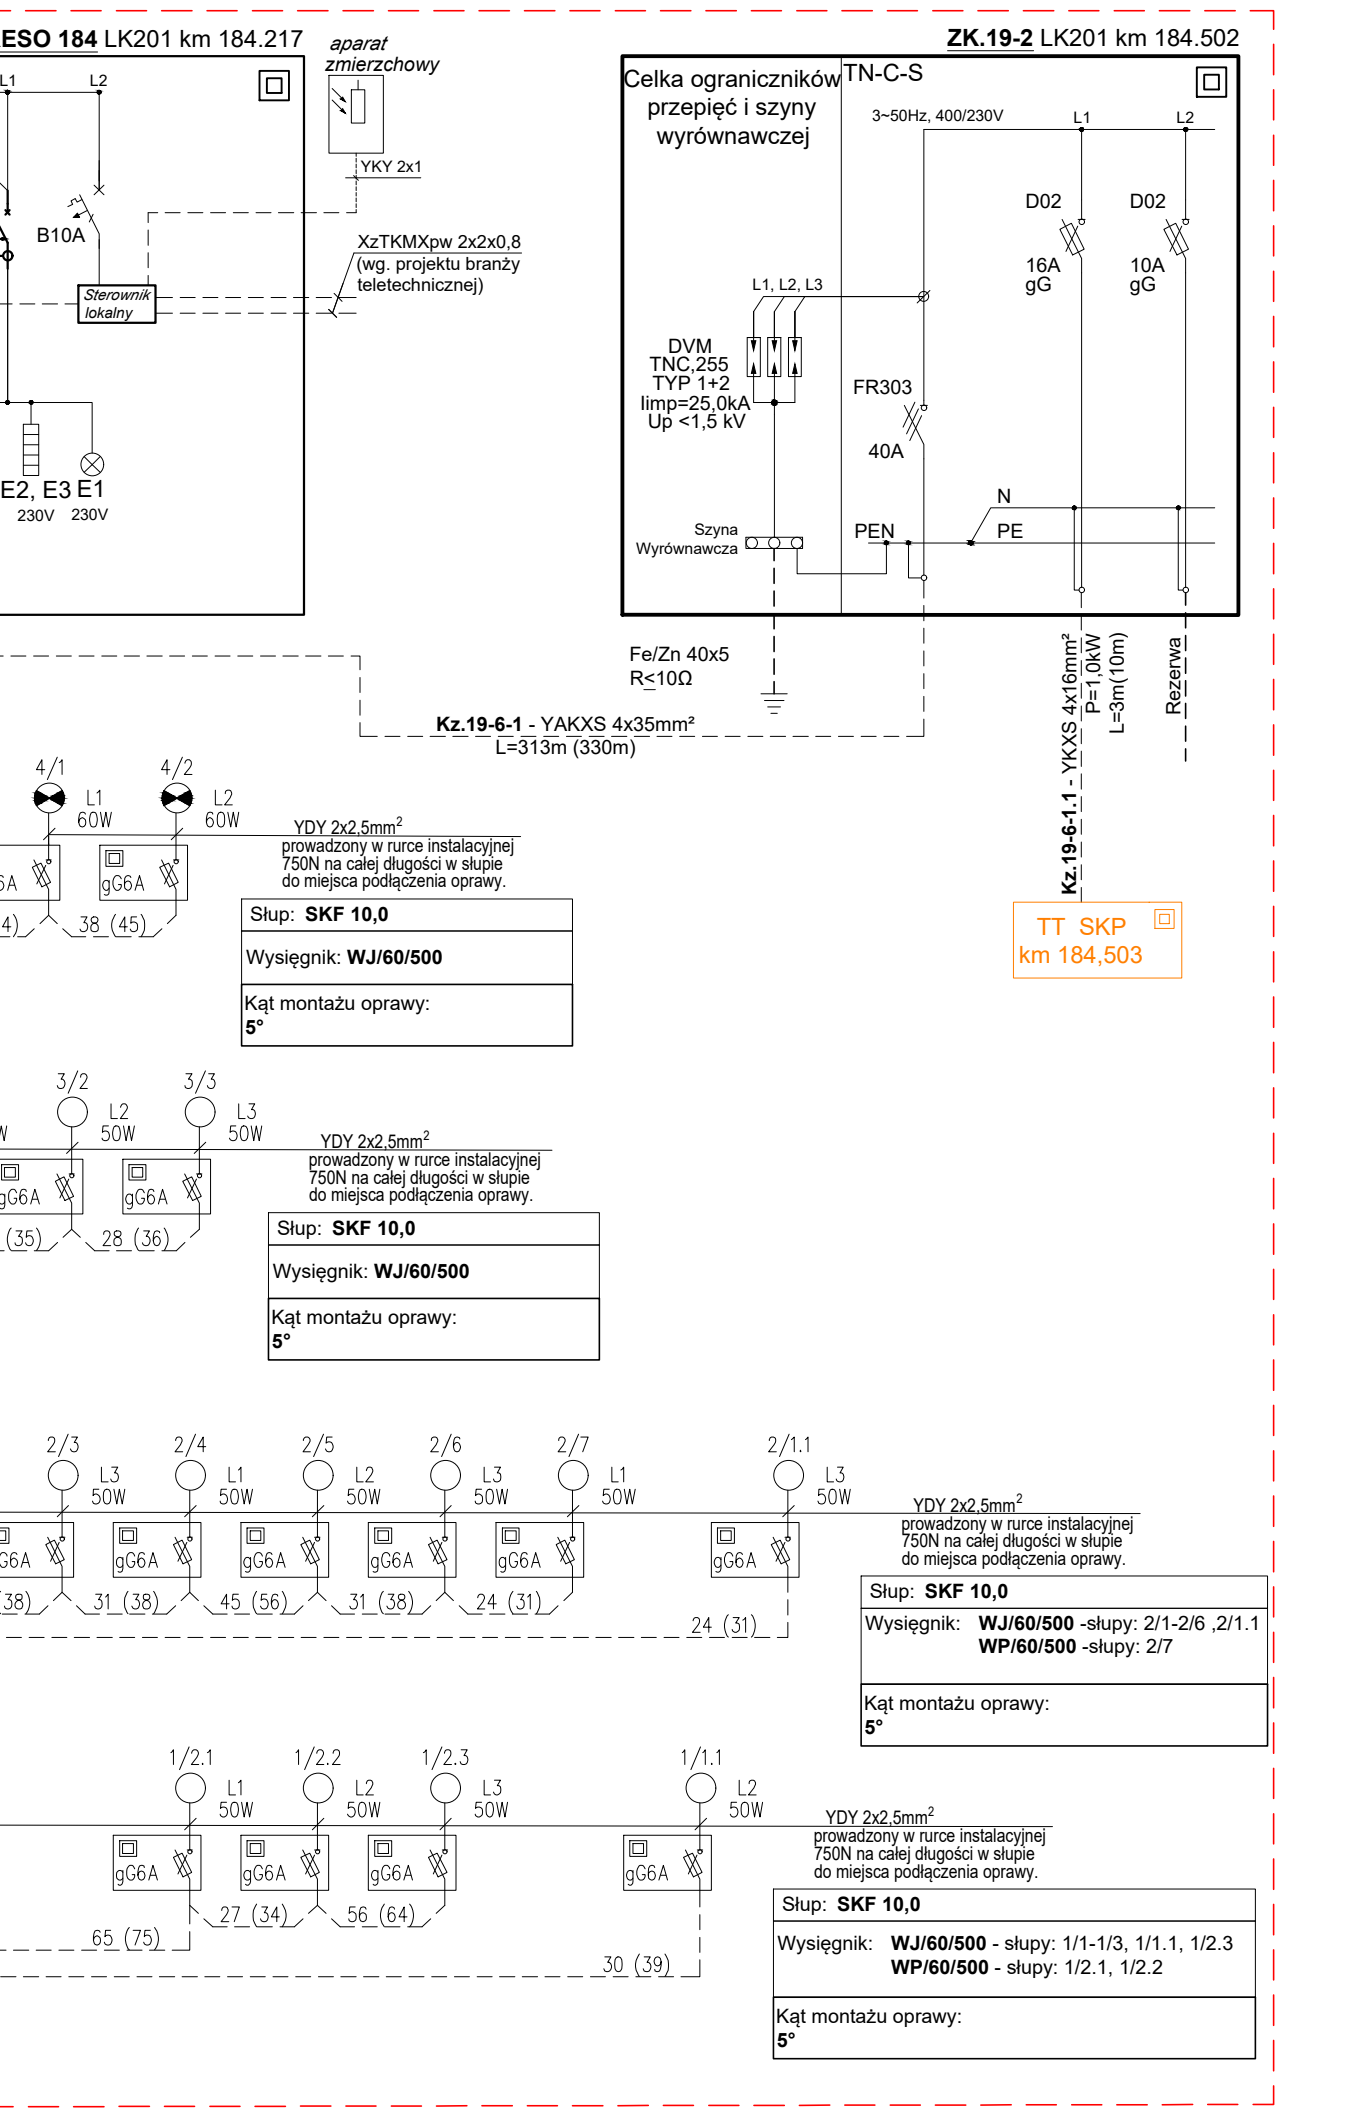 ESO 184 LK201 km 184.217
L1
L2
B10A
Sterownik
lokalny
E2, E3
E1
230V
230V
aparat
zmierzchowy
YKY 2x1
XzTKMXpw 2x2x0,8
(wg. projektu branży
teletechnicznej)
ZK.19-2 LK201 km 184.502
Celka ograniczników
przepięć i szyny
wyrównawczej
TN-C-S
3~50Hz, 400/230V
L1
L2
D02
D02
16A
gG
10A
gG
L1, L2, L3
DVM
TNC,255
TYP 1+2
Iimp=25,0kA
Up <1,5 kV
FR303
40A
N
PEN
PE
Szyna
Wyrównawcza
Fe/Zn 40x5
R≤10Ω
Kz.19-6-1 - YAKXS 4x35mm²
L=313m (330m)
Kz.19-6-1.1 - YKXS 4x16mm²
P=1,0kW
L=3m(10m)
Rezerwa
TT SKP
km 184,503
4/1
4/2
L1
60W
L2
60W
6A
gG6A
4)
38 (45)
YDY 2x2,5mm²
prowadzony w rurce instalacyjnej
750N na całej długości w słupie
do miejsca podłączenia oprawy.
Słup: SKF 10,0
Wysięgnik: WJ/60/500
Kąt montażu oprawy:
5°
3/2
3/3
W
L2
50W
L3
50W
gG6A
gG6A
(35)
28 (36)
YDY 2x2,5mm²
prowadzony w rurce instalacyjnej
750N na całej długości w słupie
do miejsca podłączenia oprawy.
Słup: SKF 10,0
Wysięgnik: WJ/60/500
Kąt montażu oprawy:
5°
2/3
2/4
2/5
2/6
2/7
2/1.1
L3
50W
L1
50W
L2
50W
L3
50W
L1
50W
L3
50W
G6A
gG6A
gG6A
gG6A
gG6A
gG6A
38)
31 (38)
45 (56)
31 (38)
24 (31)
24 (31)
YDY 2x2,5mm²
prowadzony w rurce instalacyjnej
750N na całej długości w słupie
do miejsca podłączenia oprawy.
Słup: SKF 10,0
Wysięgnik: WJ/60/500 -słupy: 2/1-2/6 ,2/1.1
WP/60/500 -słupy: 2/7
Kąt montażu oprawy:
5°
1/2.1
1/2.2
1/2.3
1/1.1
L1
50W
L2
50W
L3
50W
L2
50W
gG6A
gG6A
gG6A
gG6A
27 (34)
56 (64)
65 (75)
30 (39)
YDY 2x2,5mm²
prowadzony w rurce instalacyjnej
750N na całej długości w słupie
do miejsca podłączenia oprawy.
Słup: SKF 10,0
Wysięgnik: WJ/60/500 - słupy: 1/1-1/3, 1/1.1, 1/2.3
WP/60/500 - słupy: 1/2.1, 1/2.2
Kąt montażu oprawy:
5°